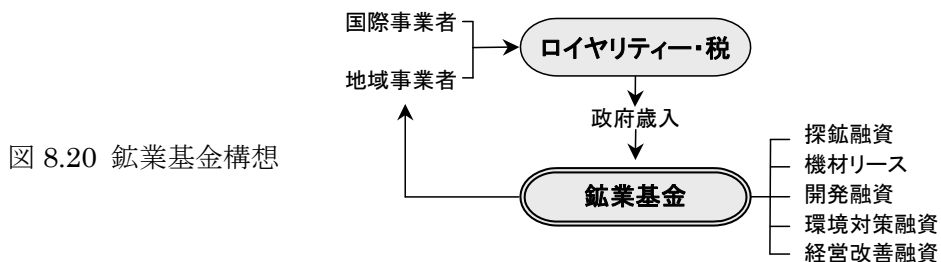 国際事業者
地域事業者
ロイヤリティー・税
政府歳入
図 8.20 鉱業基金構想
鉱業基金
探鉱融資
機材リース
開発融資
環境対策融資
経営改善融資